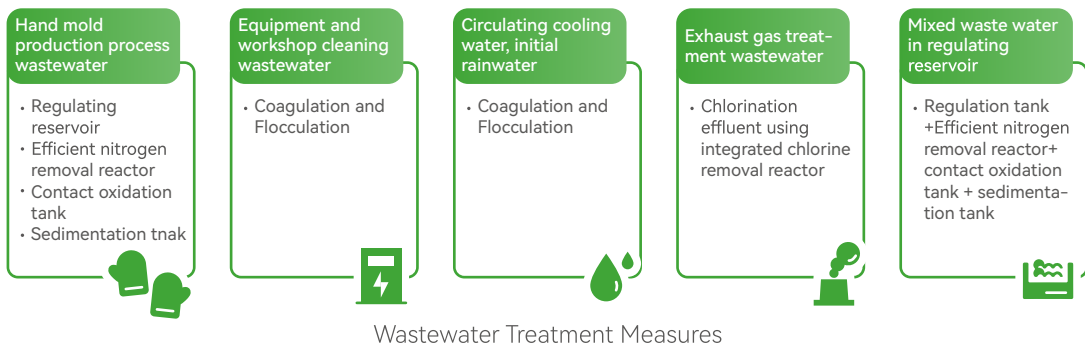 Hand mold
production process
wastewater
· Regulating
reservoir
· Efficient nitrogen
removal reactor
· Contact oxidation
tank
· Sedimentation tnak
Equipment and
workshop cleaning
wastewater
· Coagulation and
Flocculation
Circulating cooling
water, initial
rainwater
· Coagulation and
Flocculation
Exhaust gas treat-
ment wastewater
· Chlorination
effluent using
integrated chlorine
removal reactor
Mixed waste water
in regulating
reservoir
· Regulation tank
+Efficient nitrogen
removal reactor+
contact oxidation
tank + sedimenta-
tion tank
Wastewater Treatment Measures